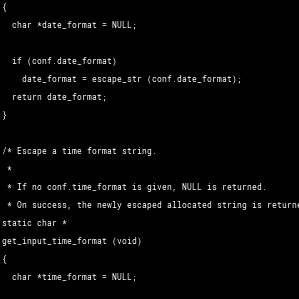 {
  char *date_format = NULL;

  if (conf.date_format)
    date_format = escape_str (conf.date_format);
  return date_format;
}

/* Escape a time format string.
 *
 * If no conf.time_format is given, NULL is returned.
 * On success, the newly escaped allocated string is returne
static char *
get_input_time_format (void)
{
  char *time_format = NULL;